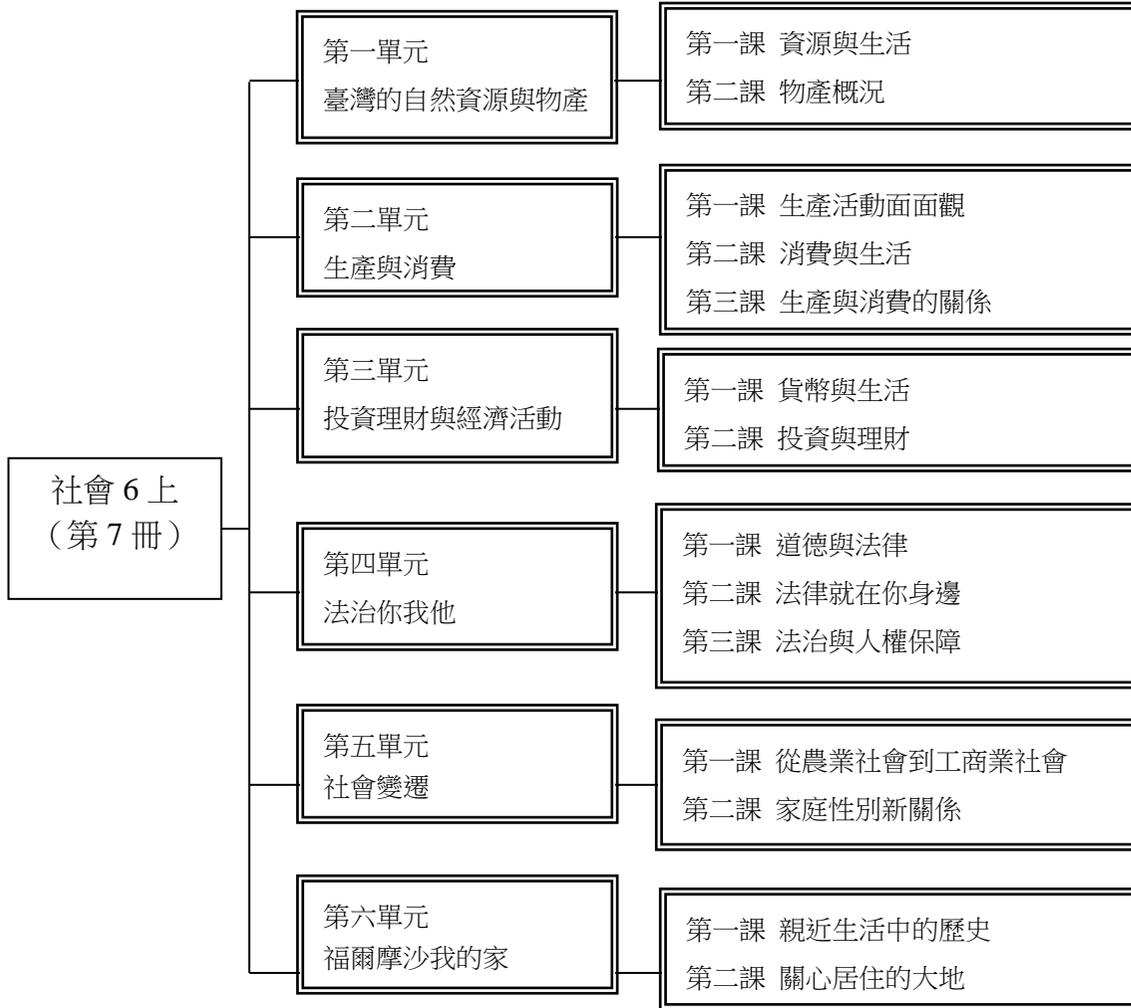 社會 6 上
（第 7 冊）
第一單元
臺灣的自然資源與物產
第一課 資源與生活
第二課 物產概況
第二單元
生產與消費
第一課 生產活動面面觀
第二課 消費與生活
第三課 生產與消費的關係
第三單元
投資理財與經濟活動
第一課 貨幣與生活
第二課 投資與理財
第四單元
法治你我他
第一課 道德與法律
第二課 法律就在你身邊
第三課 法治與人權保障
第五單元
社會變遷
第一課 從農業社會到工商業社會
第二課 家庭性別新關係
第六單元
福爾摩沙我的家
第一課 親近生活中的歷史
第二課 關心居住的大地